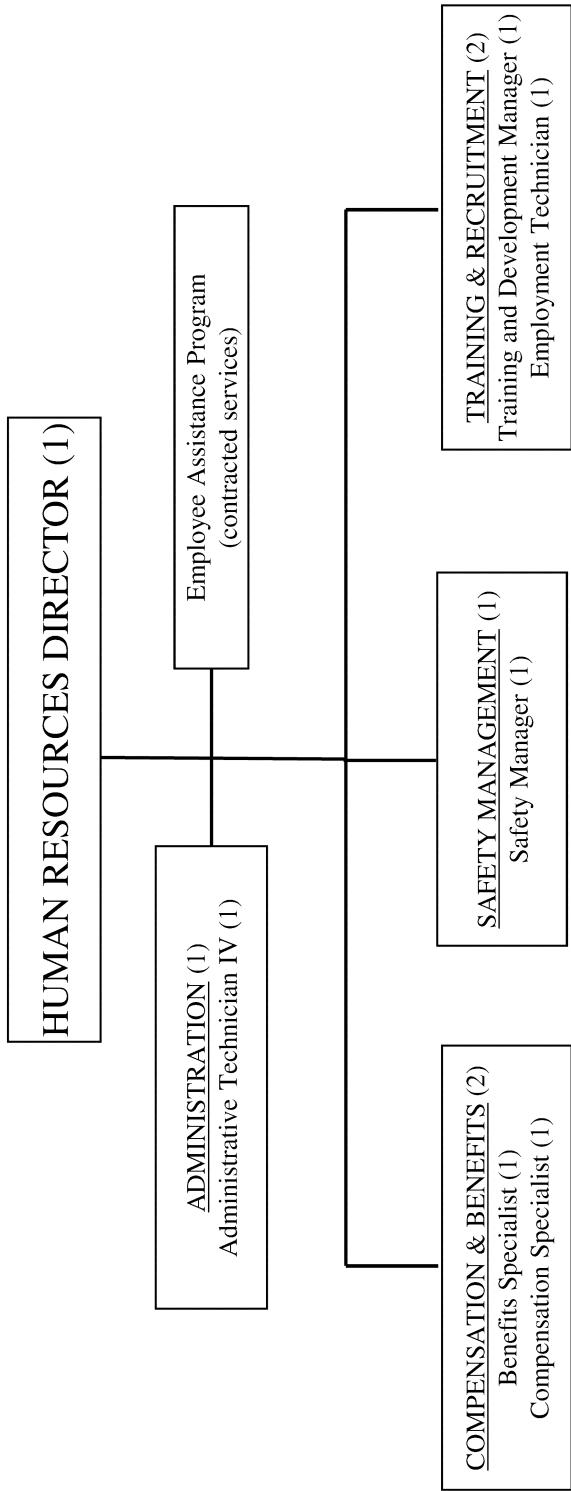 HUMAN RESOURCES DIRECTOR (1)
ADMINISTRATION (1)
Administrative Technician IV (1)
Employee Assistance Program
(contracted services)
COMPENSATION & BENEFITS (2)
Benefits Specialist (1)
Compensation Specialist (1)
SAFETY MANAGEMENT (1)
Safety Manager (1)
TRAINING & RECRUITMENT (2)
Training and Development Manager (1)
Employment Technician (1)